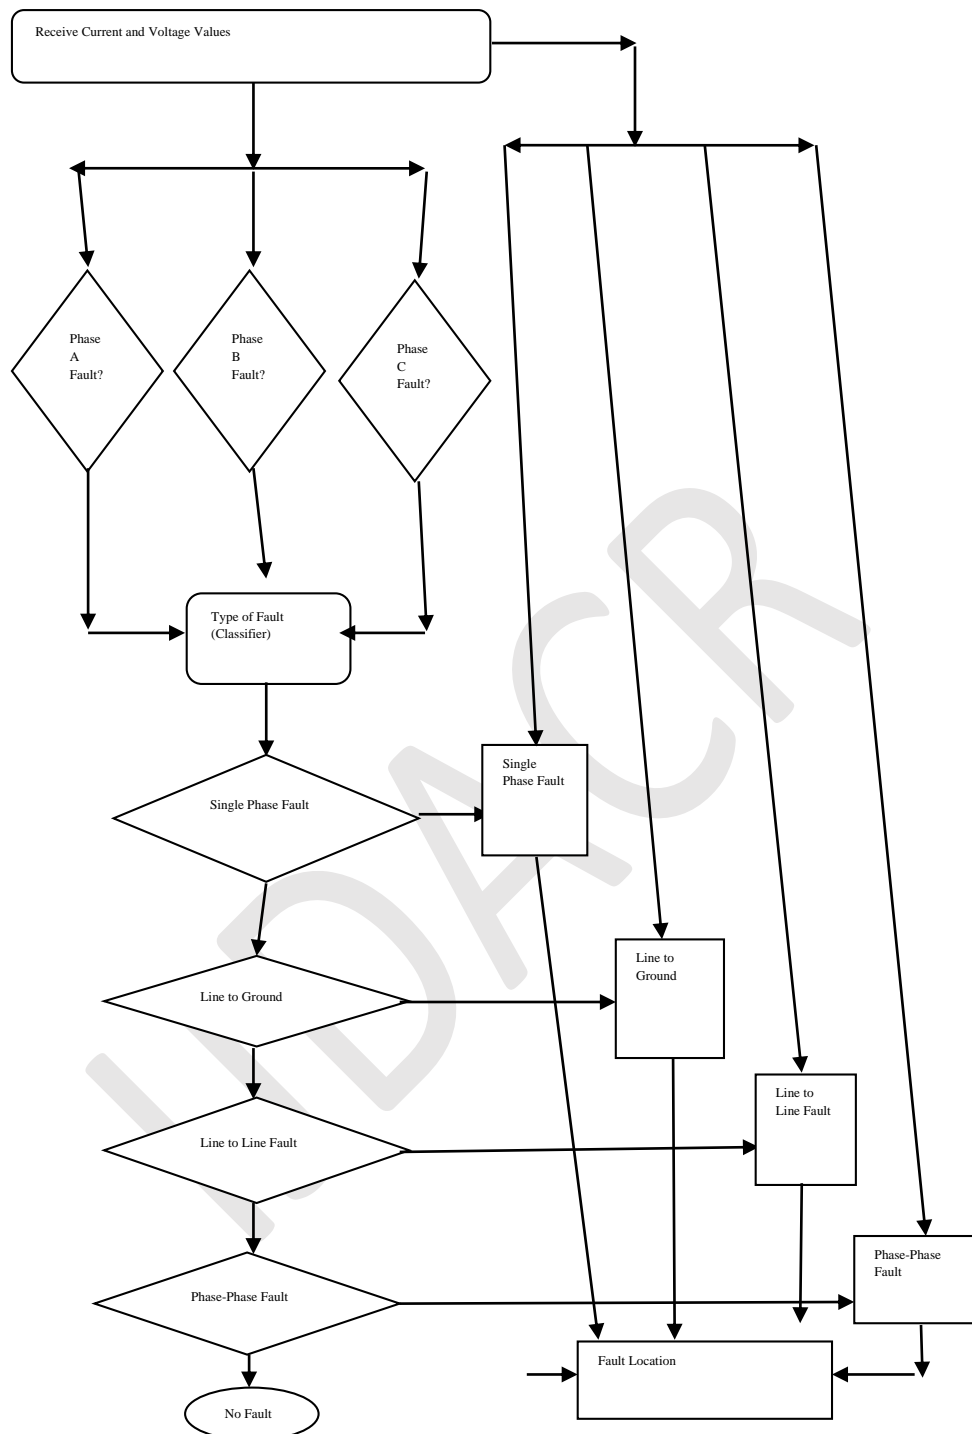 Receive Current and Voltage Values
Phase
A
Fault?
Phase
B
Fault?
Phase
C
Fault?
Type of Fault
(Classifier)
Single Phase Fault
Single
Phase Fault
Line to Ground
Line to
Ground
Line to Line Fault
Line to
Line Fault
Phase-Phase Fault
Phase-Phase
Fault
Fault Location
No Fault